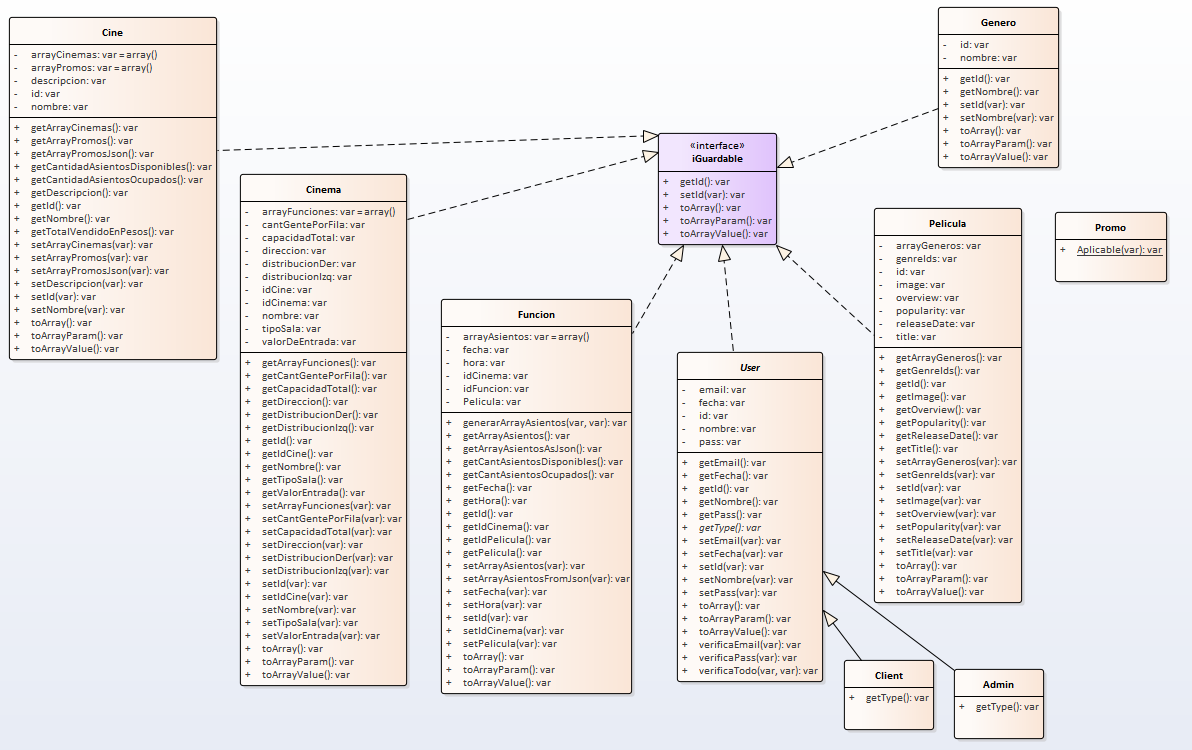 Cine
- arrayCinemas: var = array()
- arrayPromos: var = array()
- descripcion: var
- id: var
- nombre: var
+ getArrayCinemas(): var
+ getArrayPromos(): var
+ getArrayPromosJson(): var
+ getCantidadAsientosDisponibles(): var
+ getCantidadAsientosOcupados(): var
+ getDescripcion(): var
+ getId(): var
+ getNombre(): var
+ getTotalVendidoEnPesos(): var
+ setArrayCinemas(var): var
+ setArrayPromos(var): var
+ setArrayPromosJson(var): var
+ setDescripcion(var): var
+ setId(var): var
+ setNombre(var): var
+ toArray(): var
+ toArrayParam(): var
+ toArrayValue(): var
Cinema
- arrayFunciones: var = array()
- cantGentePorFila: var
- capacidadTotal: var
- direccion: var
- distribucionDer: var
- distribucionIzq: var
- idCine: var
- idCinema: var
- nombre: var
- tipoSala: var
- valorDeEntrada: var
+ getArrayFunciones(): var
+ getCantGentePorFila(): var
+ getCapacidadTotal(): var
+ getDireccion(): var
+ getDistribucionDer(): var
+ getDistribucionIzq(): var
+ getId(): var
+ getIdCine(): var
+ getNombre(): var
+ getTipoSala(): var
+ getValorEntrada(): var
+ setArrayFunciones(var): var
+ setCantGentePorFila(var): var
+ setCapacidadTotal(var): var
+ setDireccion(var): var
+ setDistribucionDer(var): var
+ setDistribucionIzq(var): var
+ setId(var): var
+ setIdCine(var): var
+ setNombre(var): var
+ setTipoSala(var): var
+ setValorEntrada(var): var
+ toArray(): var
+ toArrayParam(): var
+ toArrayValue(): var
Funcion
- arrayAsientos: var = array()
- fecha: var
- hora: var
- idCinema: var
- idFuncion: var
- Pelicula: var
+ generarArrayAsientos(var, var): var
+ getArrayAsientos(): var
+ getArrayAsientosAsJson(): var
+ getCantAsientosDisponibles(): var
+ getCantAsientosOcupados(): var
+ getFecha(): var
+ getHora(): var
+ getId(): var
+ getIdCinema(): var
+ getIdPelicula(): var
+ getPelicula(): var
+ setArrayAsientos(var): var
+ setArrayAsientosFromJson(var): var
+ setFecha(var): var
+ setHora(var): var
+ setId(var): var
+ setIdCinema(var): var
+ setPelicula(var): var
+ toArray(): var
+ toArrayParam(): var
+ toArrayValue(): var
«interface»
iGuardable
+ getId(): var
+ setId(var): var
+ toArray(): var
+ toArrayParam(): var
+ toArrayValue(): var
User
- email: var
- fecha: var
- id: var
- nombre: var
- pass: var
+ getEmail(): var
+ getFecha(): var
+ getId(): var
+ getNombre(): var
+ getPass(): var
+ getType(): var
+ setEmail(var): var
+ setFecha(var): var
+ setId(var): var
+ setNombre(var): var
+ setPass(var): var
+ toArray(): var
+ toArrayParam(): var
+ toArrayValue(): var
+ verificaEmail(var): var
+ verificaPass(var): var
+ verificaTodo(var, var): var
Genero
- id: var
- nombre: var
+ getId(): var
+ getNombre(): var
+ setId(var): var
+ setNombre(var): var
+ toArray(): var
+ toArrayParam(): var
+ toArrayValue(): var
Pelicula
- arrayGeneros: var
- genreIds: var
- id: var
- image: var
- overview: var
- popularity: var
- releaseDate: var
- title: var
+ getArrayGeneros(): var
+ getGenreIds(): var
+ getId(): var
+ getImage(): var
+ getOverview(): var
+ getPopularity(): var
+ getReleaseDate(): var
+ getTitle(): var
+ setArrayGeneros(var): var
+ setGenreIds(var): var
+ setId(var): var
+ setImage(var): var
+ setOverview(var): var
+ setPopularity(var): var
+ setReleaseDate(var): var
+ setTitle(var): var
+ toArray(): var
+ toArrayParam(): var
+ toArrayValue(): var
Promo
+ Aplicable(var): var
Client
+ getType(): var
Admin
+ getType(): var